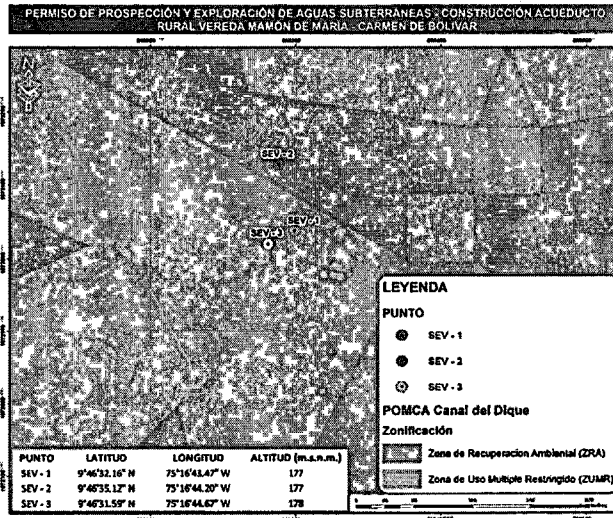 PERMISO DE PROSPECCIÓN Y EXPLORACIÓN DE AGUAS SUBTERRÁNEAS - CONSTRUCCIÓN ACUEDUCTO
RURAL VEREDA MAMÓN DE MARÍA - CARMEN DE BOLIVAR
N
SEV - 2
SEV - 1
SEV - 3
LEYENDA
PUNTO
SEV - 1
SEV - 2
SEV - 3
POMCA Canal del Dique
Zonificación
Zona de Recuperacion Ambiental (ZRA)
Zona de Uso Multiple Restringido (ZUMR)
PUNTO LATITUD LONGITUD ALTITUD (m.s.n.m.)
SEV - 1 9°46'32.16" N 75°16'43.47" W 177
SEV - 2 9°46'35.12" N 75°16'44.20" W 177
SEV - 3 9°46'31.59" N 75°16'44.67" W 178